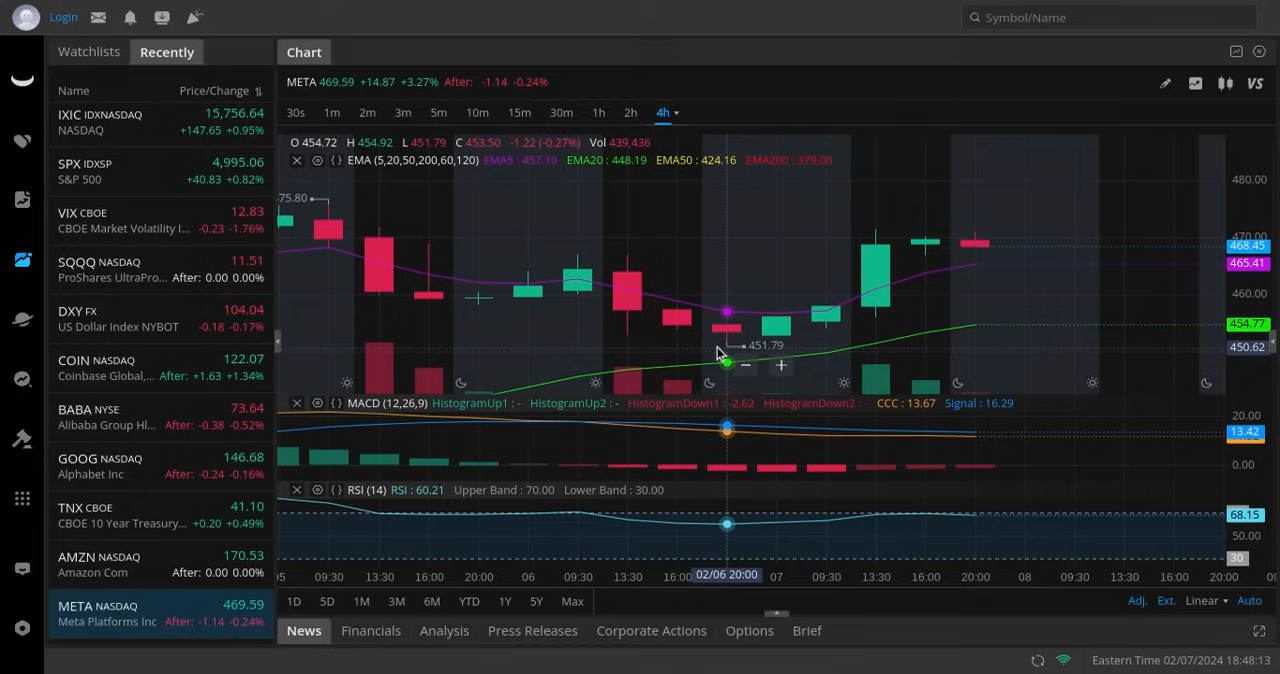 Login
Symbol/Name
Watchlists Recently Chart
Name Price/Change
IXIC IDXNASDAQ 15,756.64
NASDAQ +147.65 +0.95%
SPX IDXSP 4,995.06
S&P 500 +40.83 +0.82%
VIX CBOE 12.83
CBOE Market Volatility I... -0.23 -1.76%
SQQQ NASDAQ 11.51
ProShares UltraPro... After: 0.00 0.00%
DXY FX 104.04
US Dollar Index NYBOT -0.18 -0.17%
COIN NASDAQ 122.07
Coinbase Global,... After: +1.63 +1.34%
BABA NYSE 73.64
Alibaba Group Hl... After: -0.38 -0.52%
GOOG NASDAQ 146.68
Alphabet Inc After: -0.24 -0.16%
TNX CBOE 41.10
CBOE 10 Year Treasury... +0.20 +0.49%
AMZN NASDAQ 170.53
Amazon Com After: 0.00 0.00%
META NASDAQ 469.59
Meta Platforms Inc After: -1.14 -0.24%
META 469.59 +14.87 +3.27% After: -1.14 -0.24%
VS
30s 1m 2m 3m 5m 10m 15m 30m 1h 2h 4h
O 454.72 H 454.92 L 451.79 C 453.50 -1.22 (-0.27%) Vol 439,436
EMA (5,20,50,200,60,120) EMA5 : 457.10 EMA20 : 448.19 EMA50 : 424.16 EMA200 : 379.00
480.00
75.80
470.00
468.45
465.41
460.00
454.77
451.79
450.62
MACD (12,26,9) HistogramUp1 : - HistogramUp2 : - HistogramDown1 : -2.62 HistogramDown2 : - CCC : 13.67 Signal : 16.29
20.00
13.42
0.00
RSI (14) RSI : 60.21 Upper Band : 70.00 Lower Band : 30.00
68.15
50.00
30
05 09:30 13:30 16:00 20:00 06 09:30 13:30 16:00 02/06 20:00 07 09:30 13:30 16:00 20:00 08 09:30 13:30 16:00 20:00
1D 5D 1M 3M 6M YTD 1Y 5Y Max Adj. Ext. Linear Auto
News Financials Analysis Press Releases Corporate Actions Options Brief
Eastern Time 02/07/2024 18:48:13